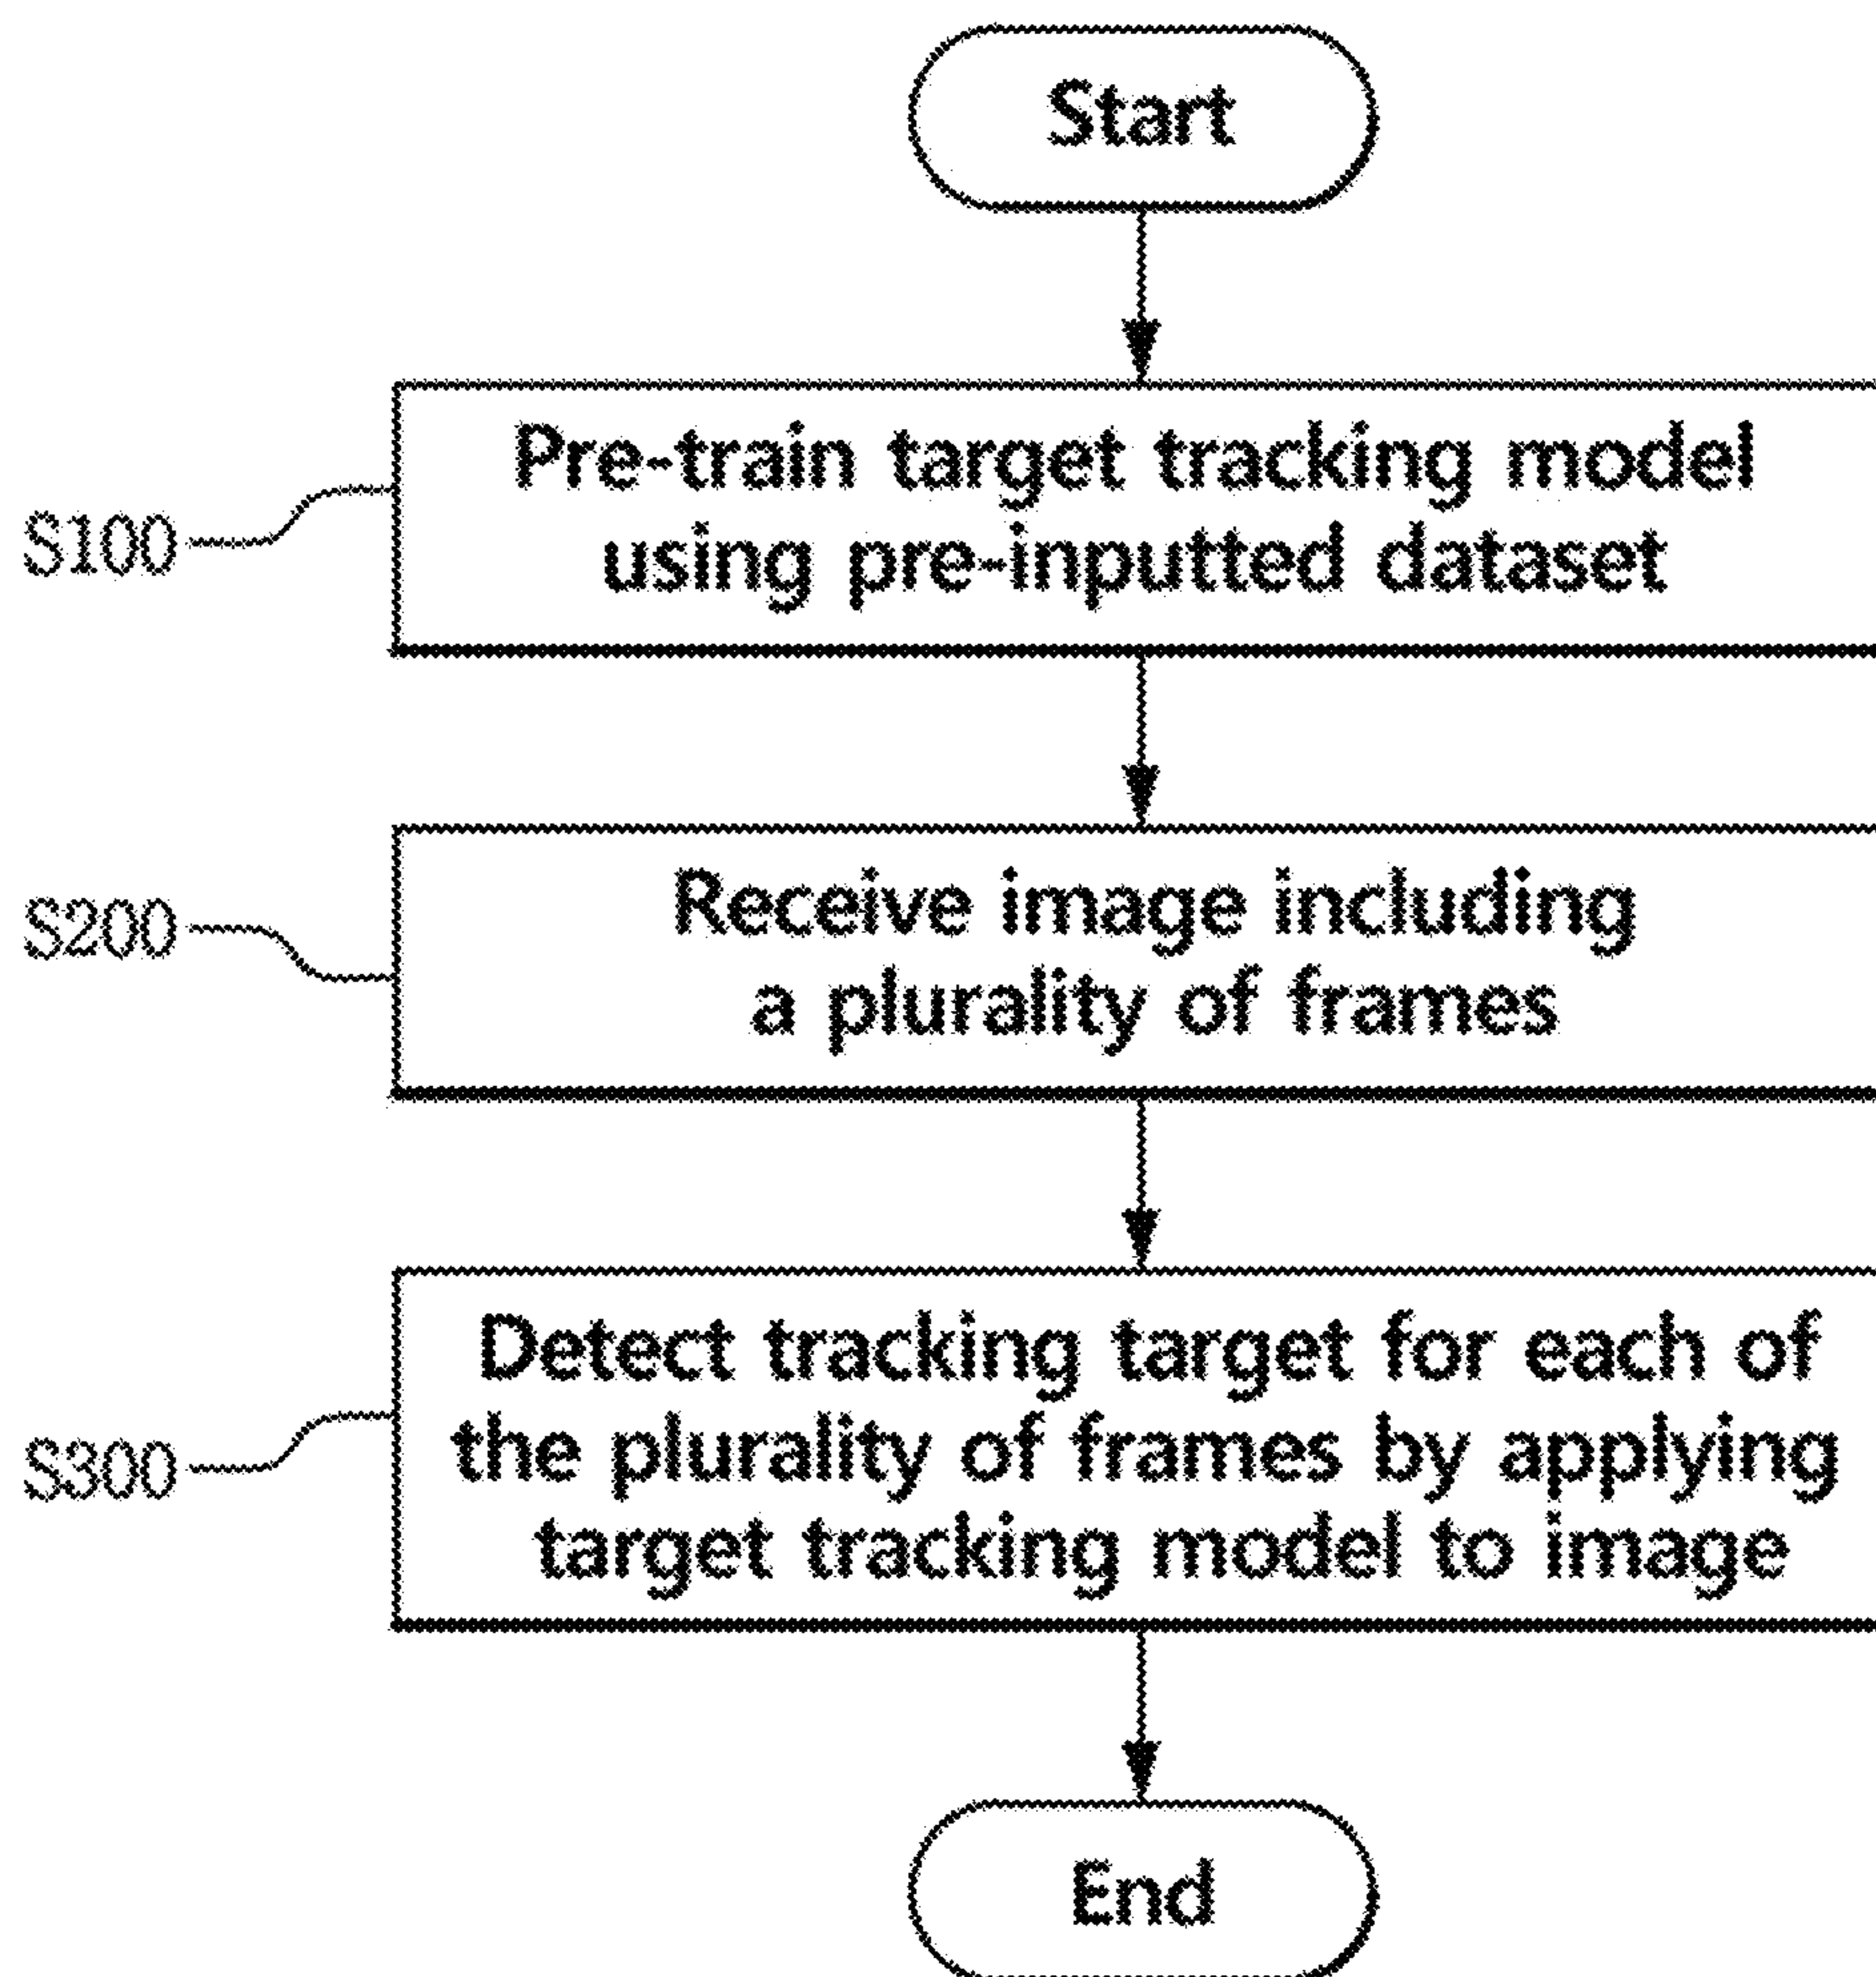 Start
S100
Pre-train target tracking model
using pre-inputted dataset
S200
Receive image including
a plurality of frames
S300
Detect tracking target for each of
the plurality of frames by applying
target tracking model to image
End